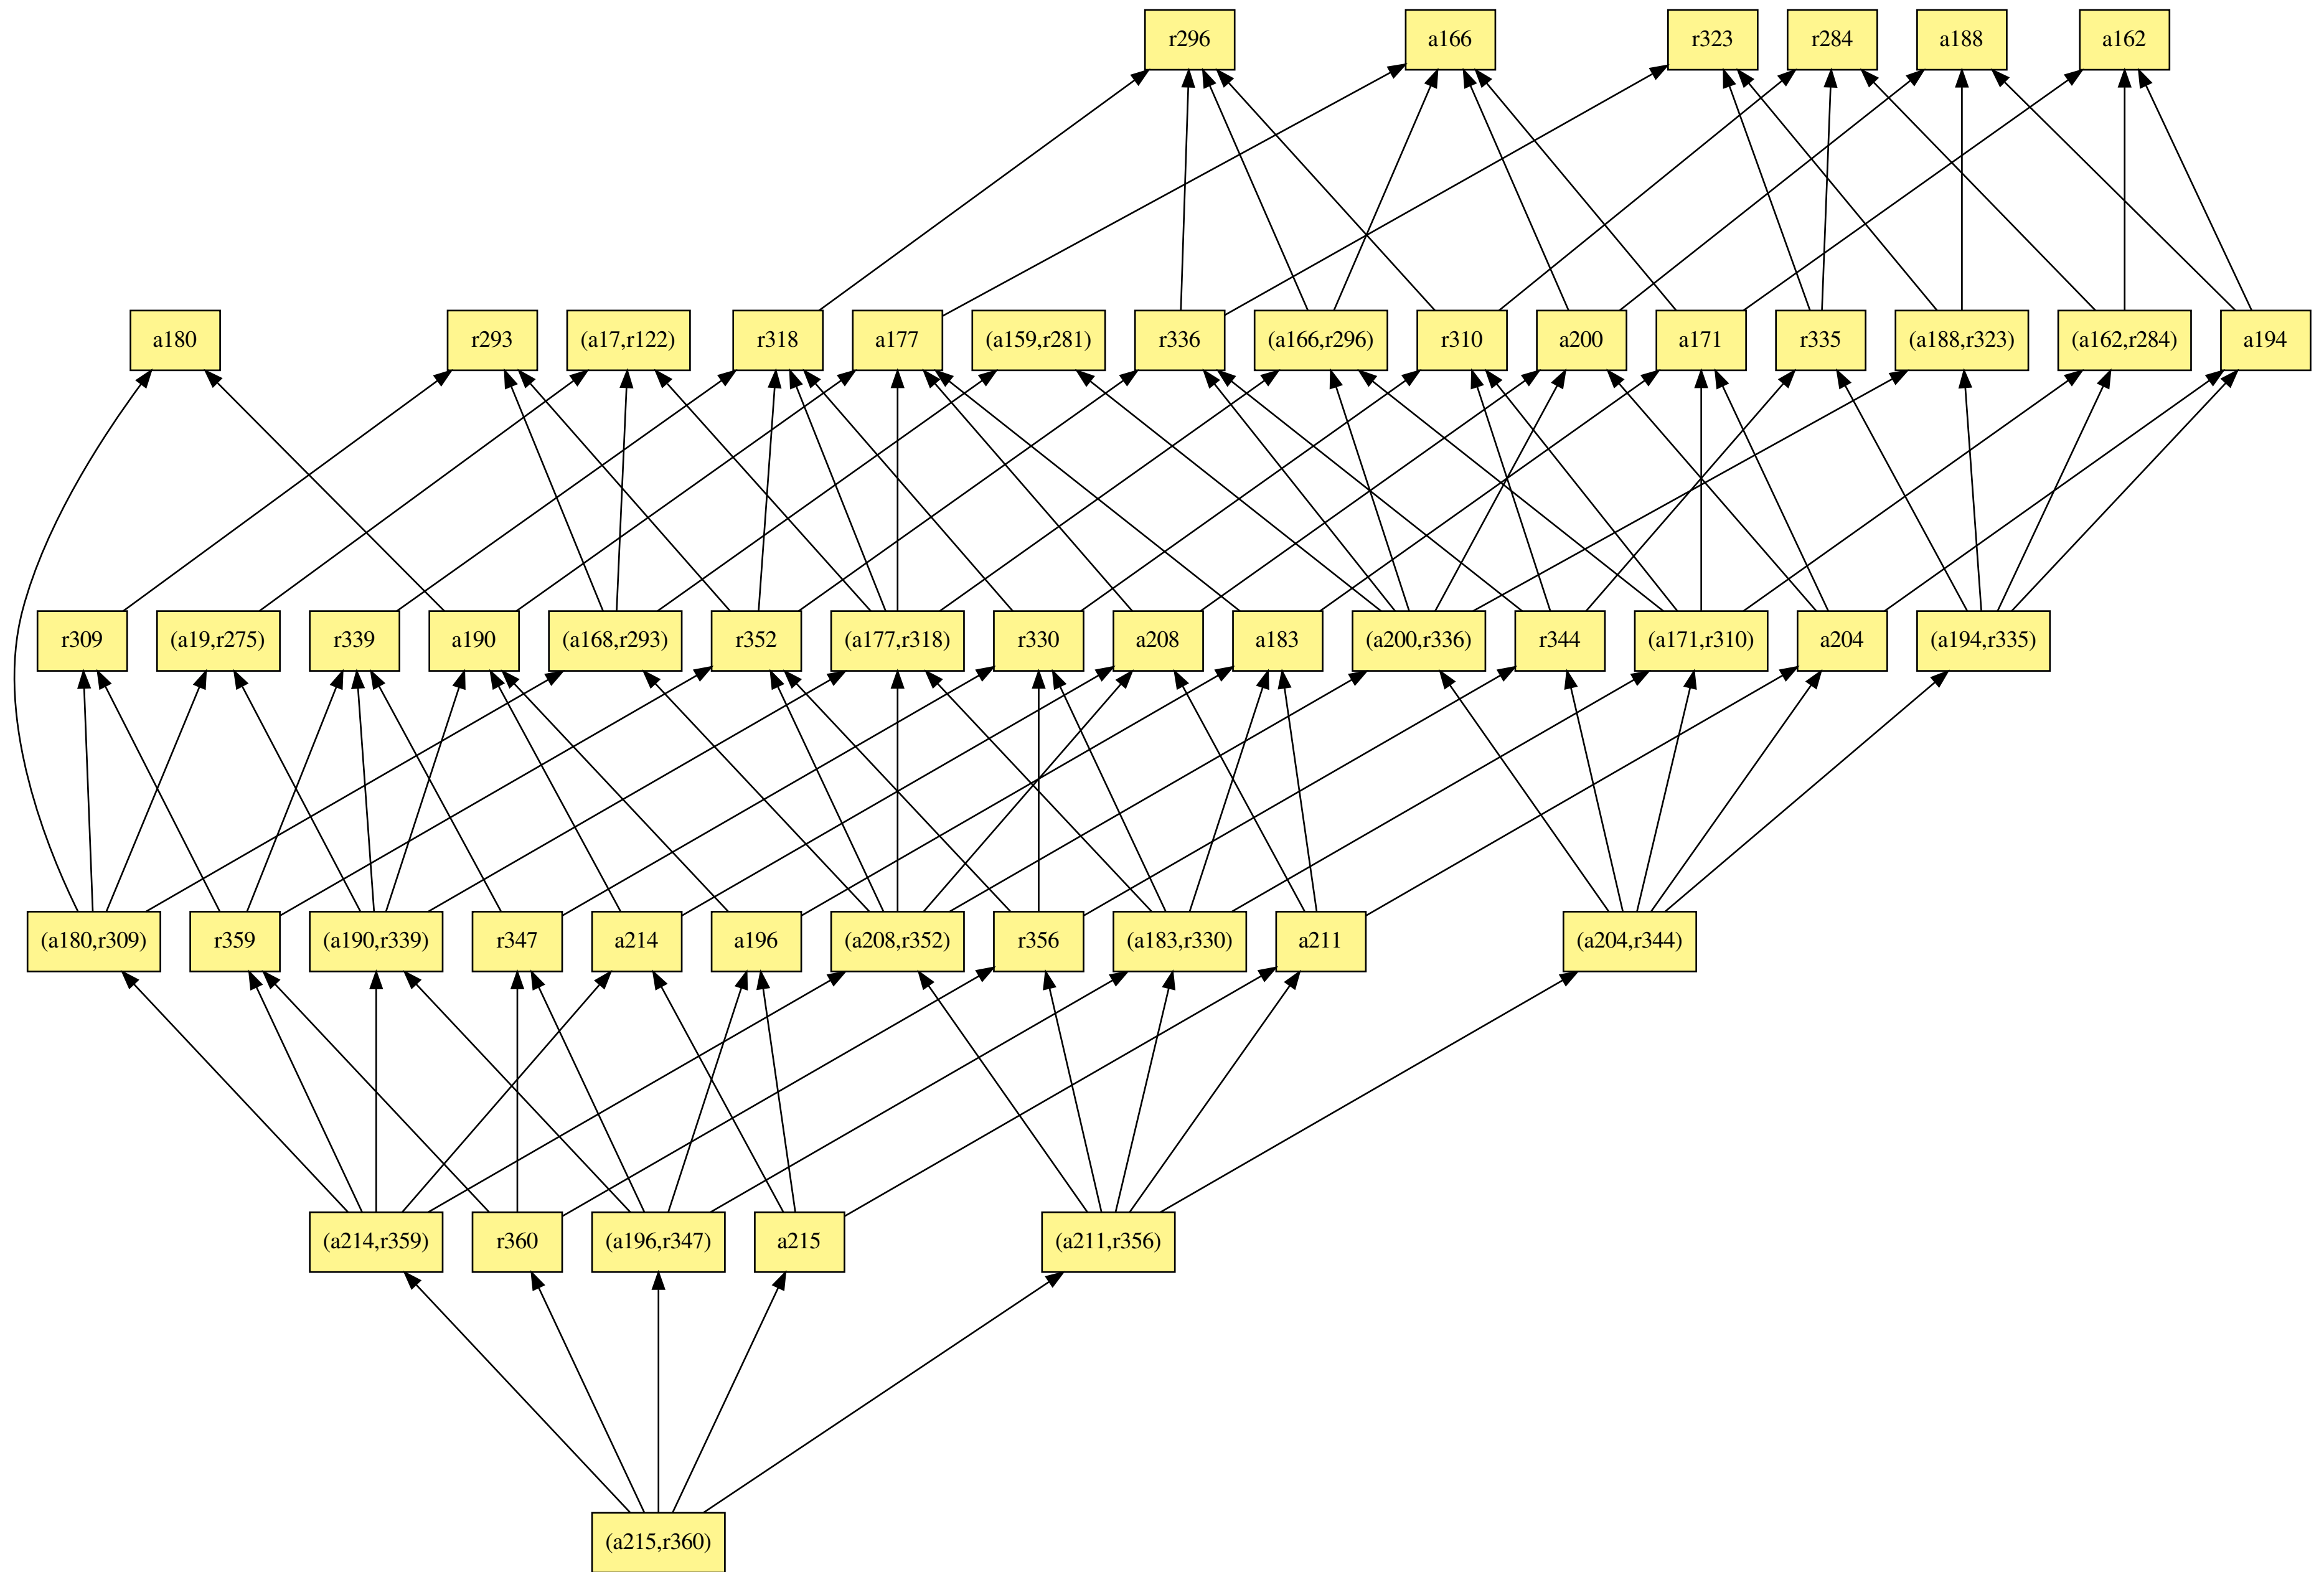 r296
a166
r323
r284
a188
a162
a180
r293
(a17,r122)
r318
a177
(a159,r281)
r336
(a166,r296)
r310
a200
a171
r335
(a188,r323)
(a162,r284)
a194
r309
(a19,r275)
r339
a190
(a168,r293)
r352
(a177,r318)
r330
a208
a183
(a200,r336)
r344
(a171,r310)
a204
(a194,r335)
(a180,r309)
r359
(a190,r339)
r347
a214
a196
(a208,r352)
r356
(a183,r330)
a211
(a204,r344)
(a214,r359)
r360
(a196,r347)
a215
(a211,r356)
(a215,r360)